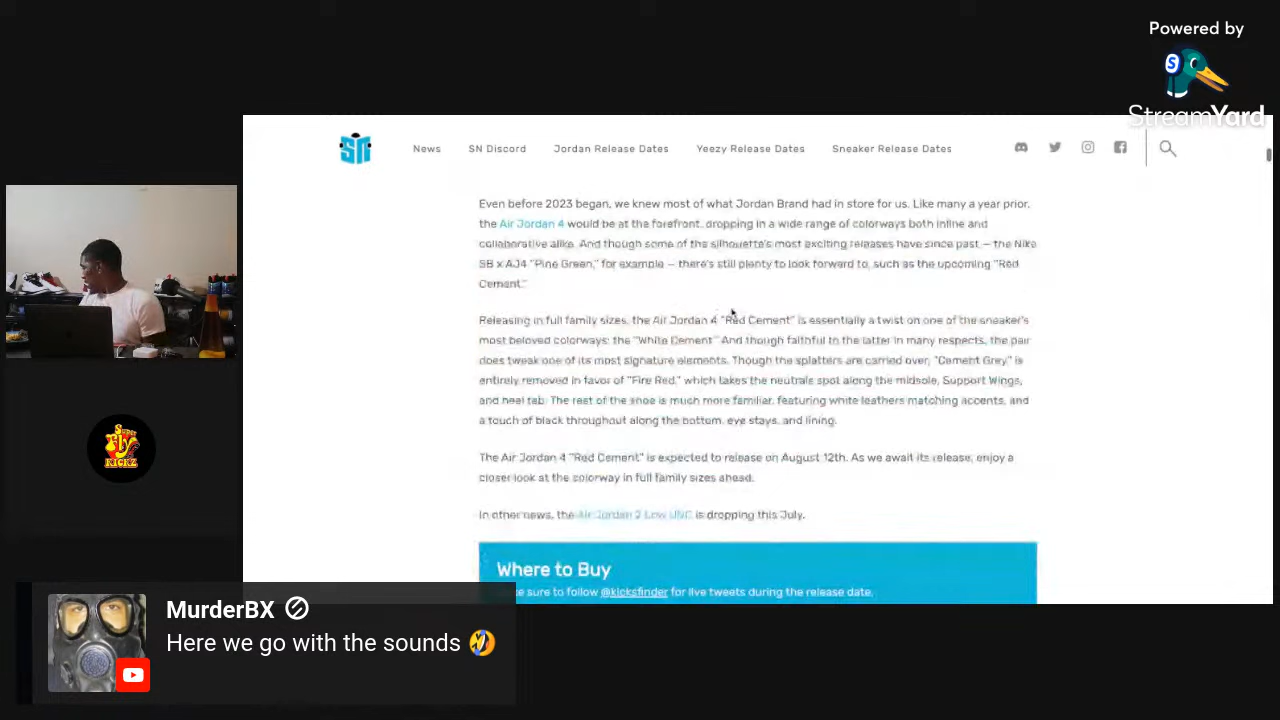 Powered by
StreamYard
SN
News SN Discord Jordan Release Dates Yeezy Release Dates Sneaker Release Dates
Even before 2023 began, we knew most of what Jordan Brand had in store for us. Like many a year prior,
the Air Jordan 4 would be at the forefront, dropping in a wide range of colorways both inline and
collaborative alike. And though some of the silhouette's most exciting releases have since past — the Nike
SB x AJ4 "Pine Green," for example — there's still plenty to look forward to, such as the upcoming "Red
Cement."
Releasing in full family sizes, the Air Jordan 4 "Red Cement" is essentially a twist on one of the sneaker's
most beloved colorways: the "White Cement." And though faithful to the latter in many respects, the pair
does tweak one of its most signature elements. Though the splatters are carried over, "Cement Grey" is
entirely removed in favor of "Fire Red," which takes the neutrals spot along the midsole, Support Wings,
and heel tab. The rest of the shoe is much more familiar, featuring white leathers matching accents, and
a touch of black throughout along the bottom, eye stays, and lining.
The Air Jordan 4 "Red Cement" is expected to release on August 12th. As we await its release, enjoy a
closer look at the colorway in full family sizes ahead.
In other news, the Air Jordan 2 Low UNC is dropping this July.
Where to Buy
sure to follow @kicksfinder for live tweets during the release date.
Super
Fly
KICKZ
MurderBX
Here we go with the sounds 🤣